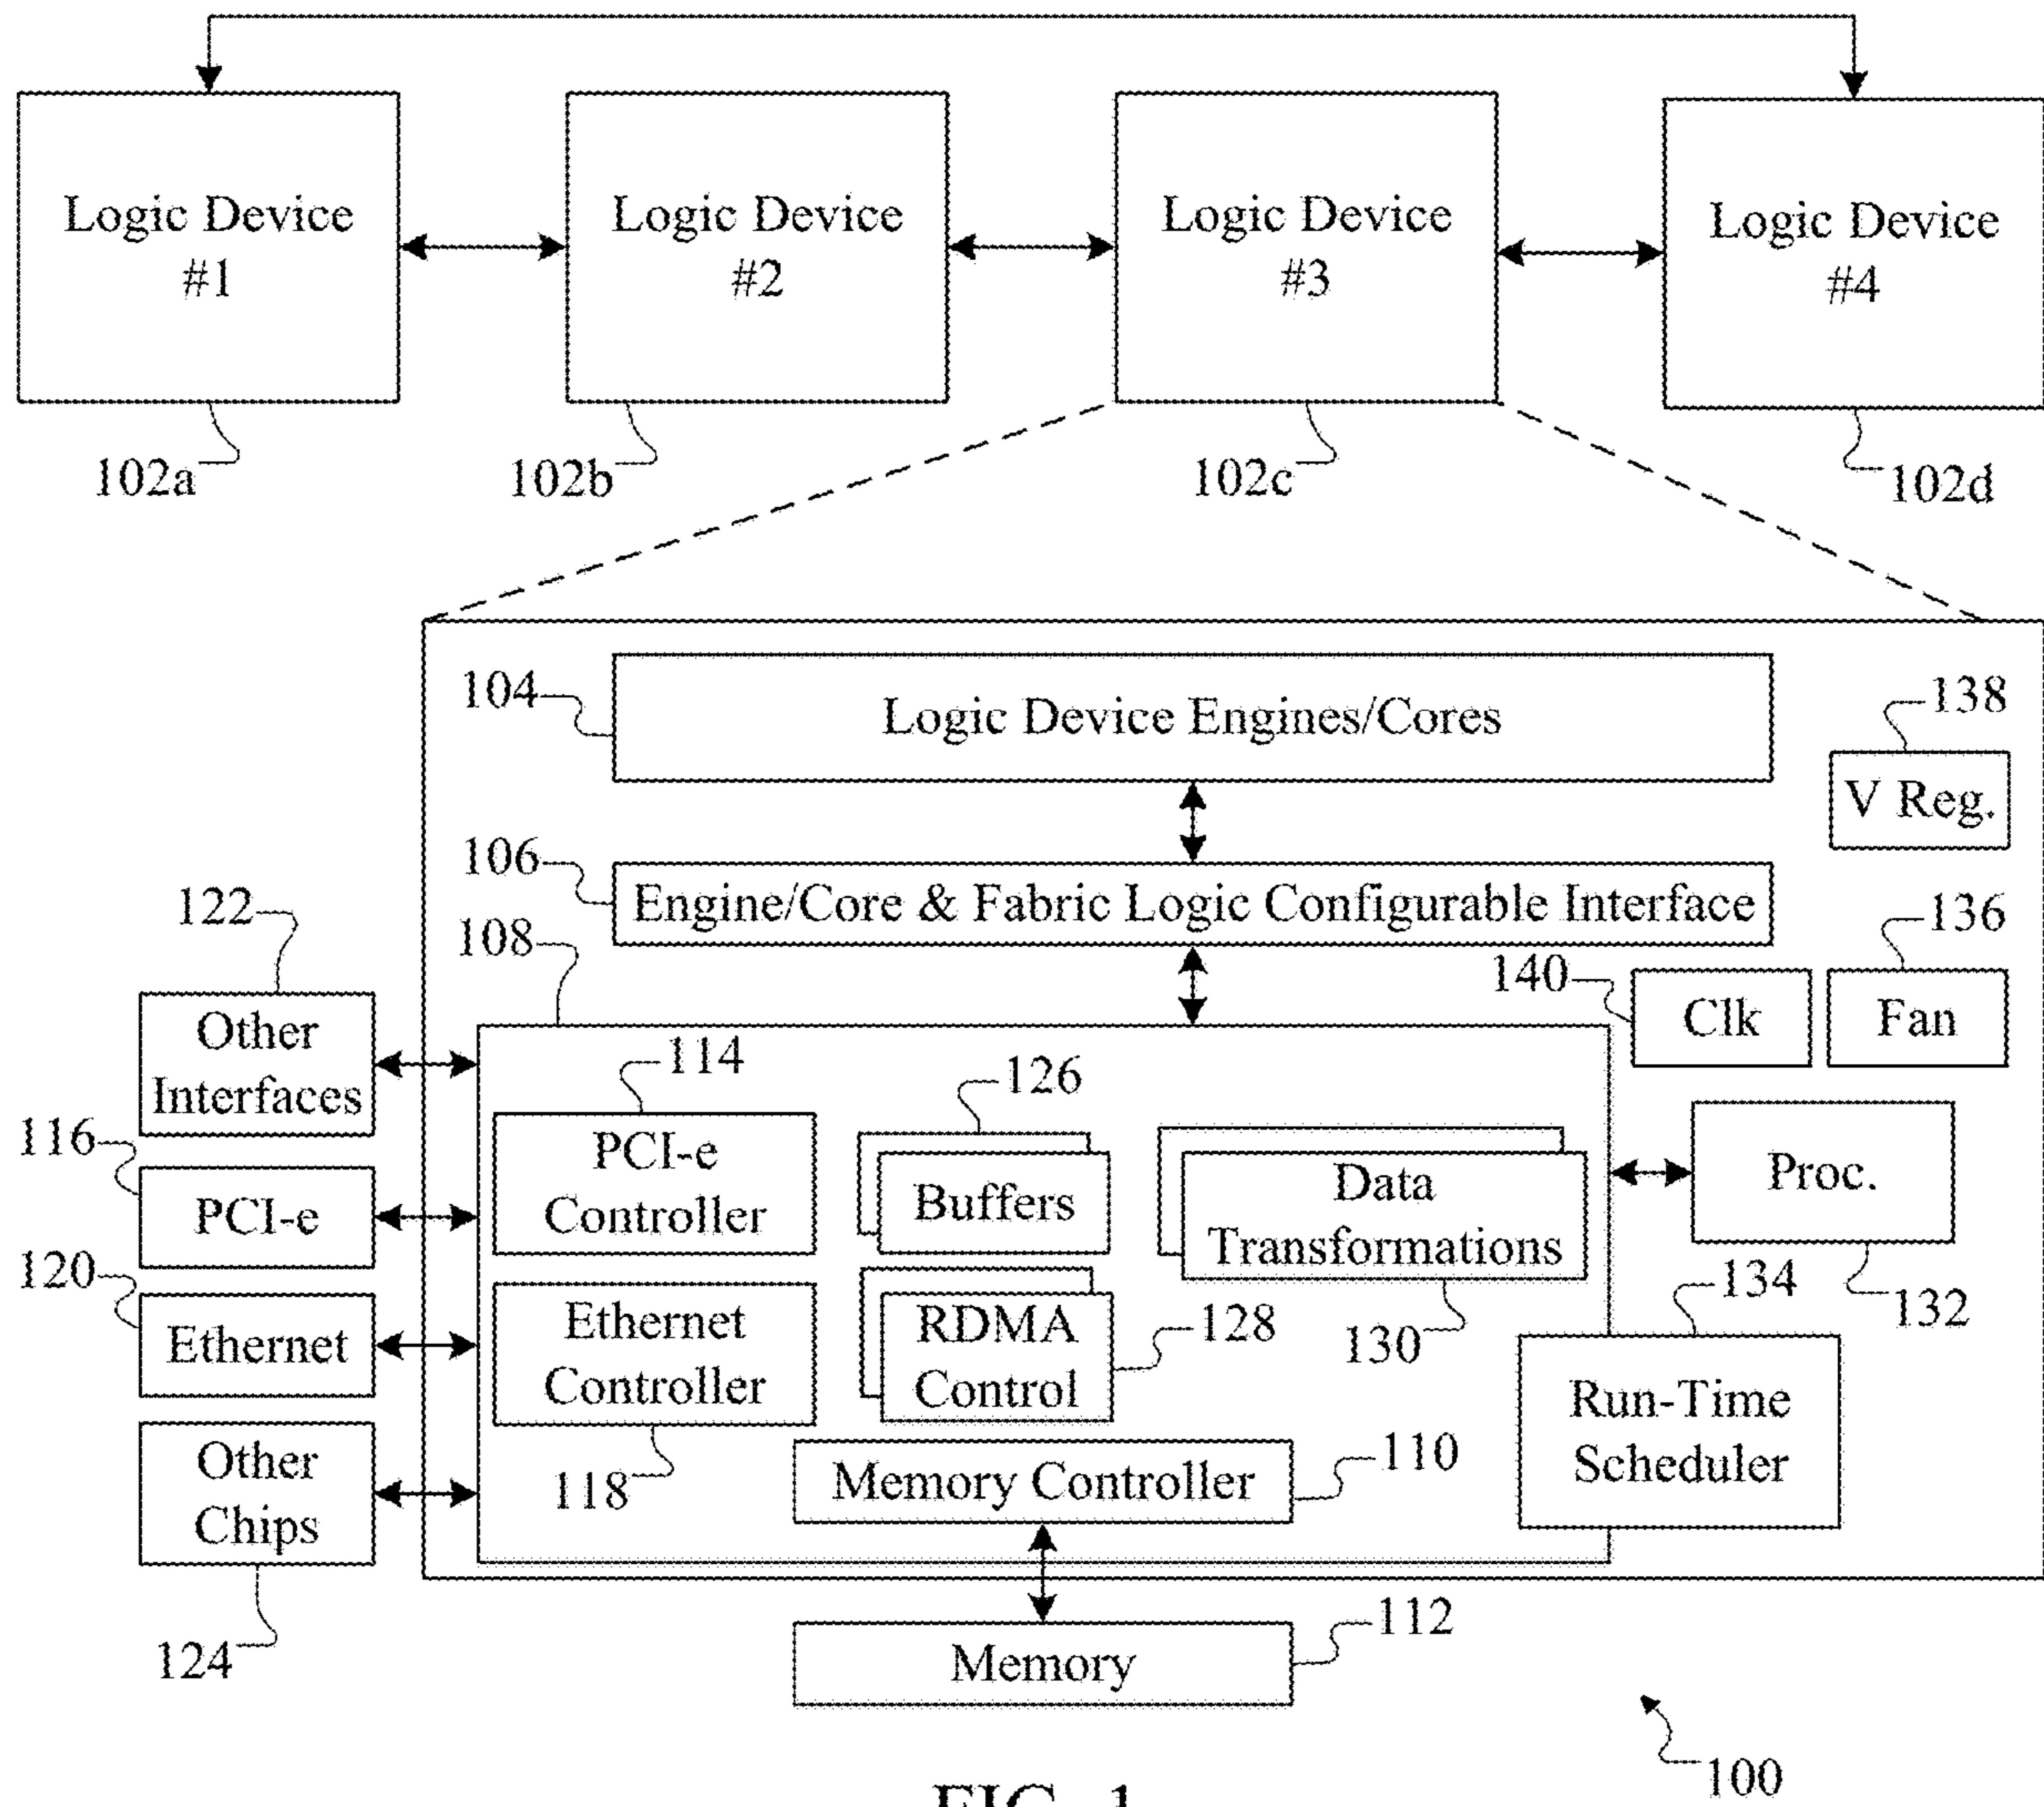 Logic Device
#1
Logic Device
#2
Logic Device
#3
Logic Device
#4
102a
102b
102c
102d
104
Logic Device Engines/Cores
138
V Reg.
106
Engine/Core & Fabric Logic Configurable Interface
122
108
136
140
Clk
Fan
Other
Interfaces
114
126
116
PCI-e
Controller
Buffers
Data
Transformations
Proc.
PCI-e
120
134
132
Ethernet
Ethernet
Controller
RDMA
Control
128
130
Run-Time
Scheduler
Other
Chips
118
Memory Controller
110
124
112
Memory
100
FIG. 1